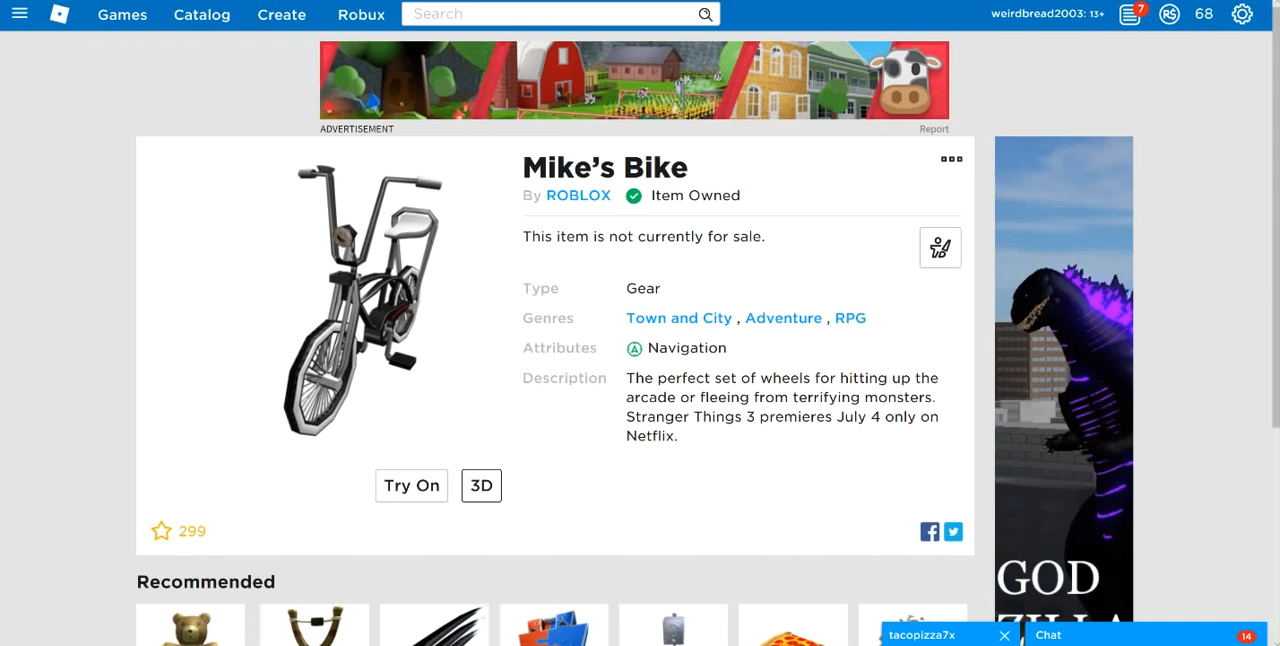 Games Catalog Create Robux Search weirdbread2003: 13+ 7 R$ 68
ADVERTISEMENT Report
Mike's Bike
By ROBLOX Item Owned
This item is not currently for sale.
Type Gear
Genres Town and City , Adventure , RPG
Attributes A Navigation
Description The perfect set of wheels for hitting up the
arcade or fleeing from terrifying monsters.
Stranger Things 3 premieres July 4 only on
Netflix.
Try On 3D
299
Recommended
GOD
ZILLA
tacopizza7x Chat 14